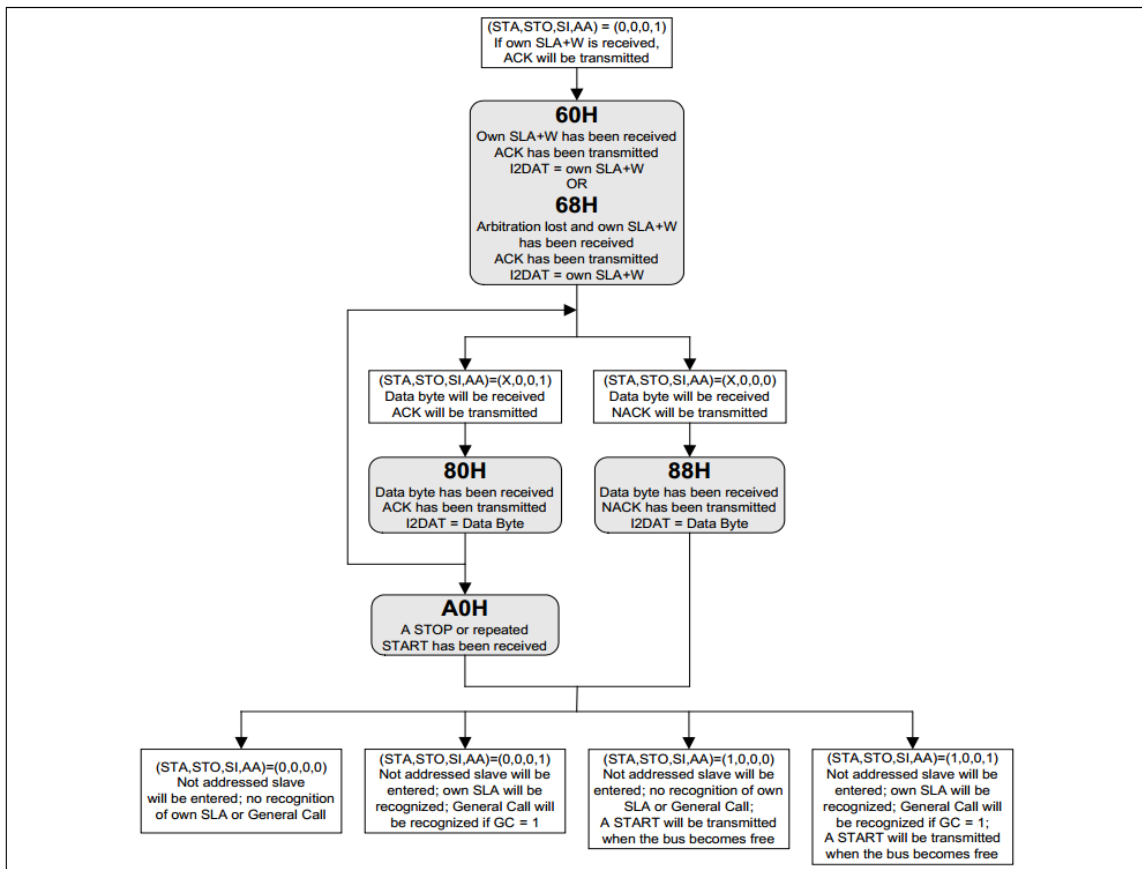 (STA,STO,SI,AA) = (0,0,0,1)
If own SLA+W is received,
ACK will be transmitted
60H
Own SLA+W has been received
ACK has been transmitted
I2DAT = own SLA+W
OR
68H
Arbitration lost and own SLA+W
has been received
ACK has been transmitted
I2DAT = own SLA+W
(STA,STO,SI,AA)=(X,0,0,1)
Data byte will be received
ACK will be transmitted
(STA,STO,SI,AA)=(X,0,0,0)
Data byte will be received
NACK will be transmitted
80H
Data byte has been received
ACK has been transmitted
I2DAT = Data Byte
88H
Data byte has been received
NACK has been transmitted
I2DAT = Data Byte
A0H
A STOP or repeated
START has been received
(STA,STO,SI,AA)=(0,0,0,0)
Not addressed slave
will be entered; no recognition
of own SLA or General Call
(STA,STO,SI,AA)=(0,0,0,1)
Not addressed slave will be
entered; own SLA will be
recognized; General Call will
be recognized if GC = 1
(STA,STO,SI,AA)=(1,0,0,0)
Not addressed slave will be
entered; no recognition of own
SLA or General Call;
A START will be transmitted
when the bus becomes free
(STA,STO,SI,AA)=(1,0,0,1)
Not addressed slave will be
entered; own SLA will be
recognized; General Call will
be recognized if GC = 1;
A START will be transmitted
when the bus becomes free